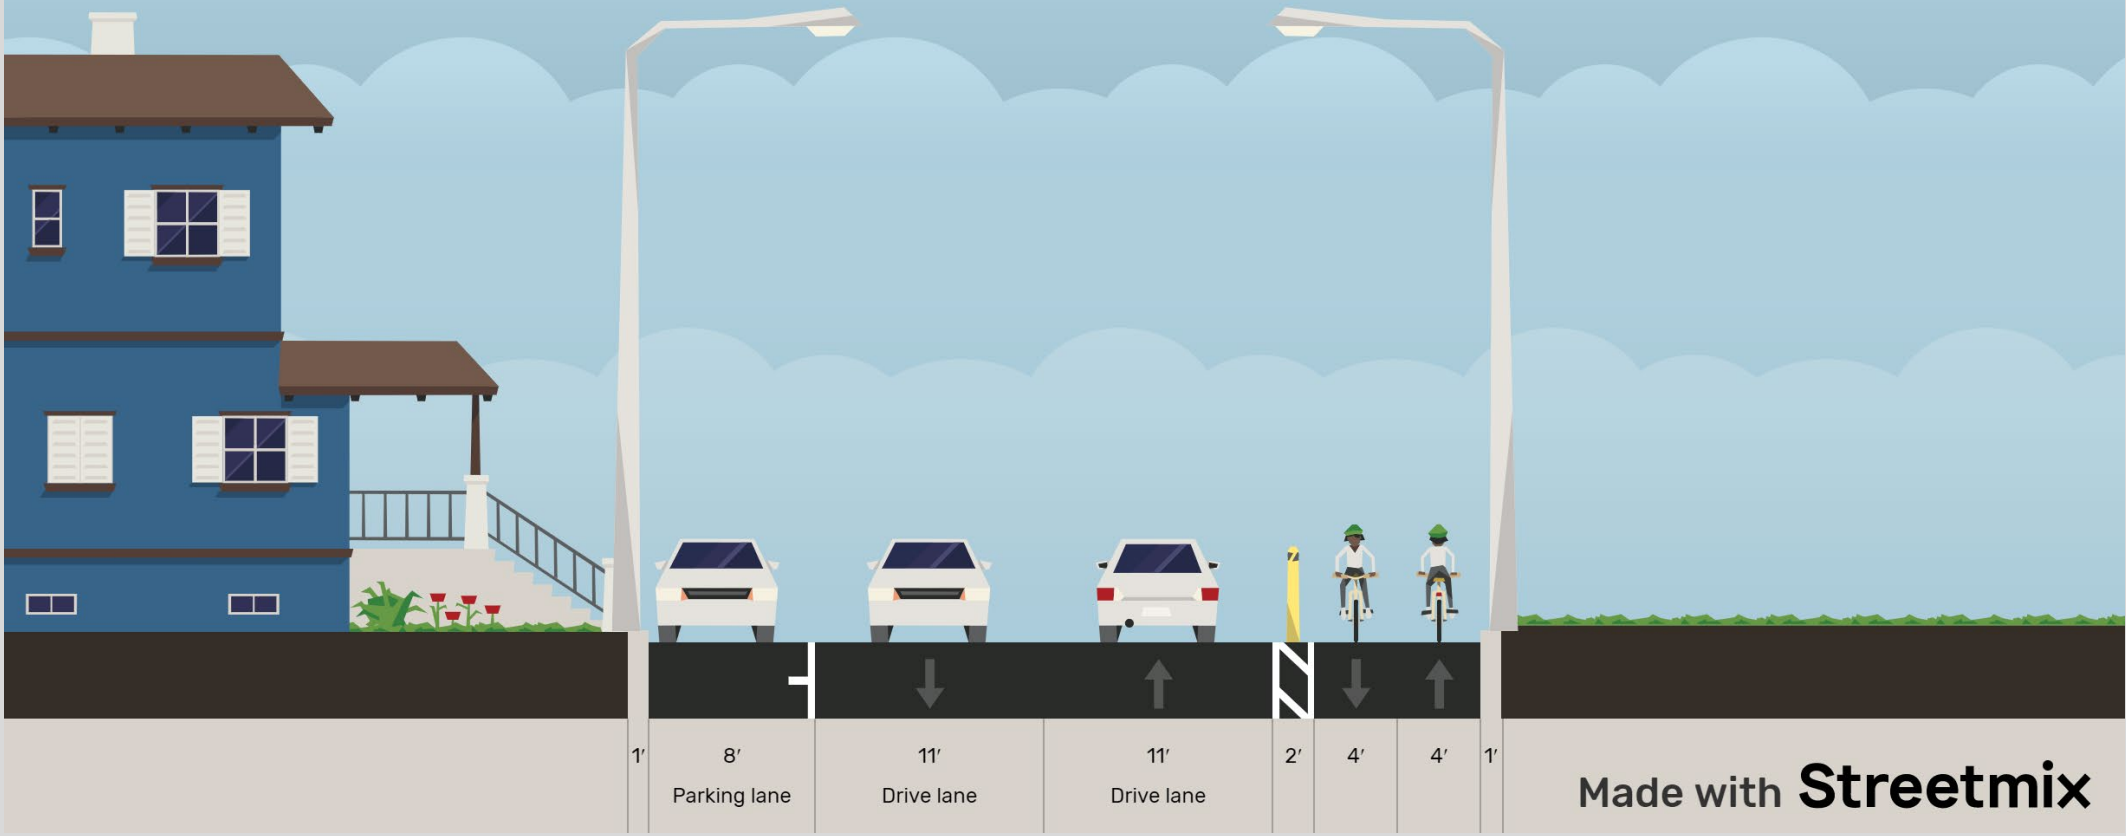 1′
8′
11′
11′
2′
4′
4′
1′
Parking lane
Drive lane
Drive lane
Made with Streetmix